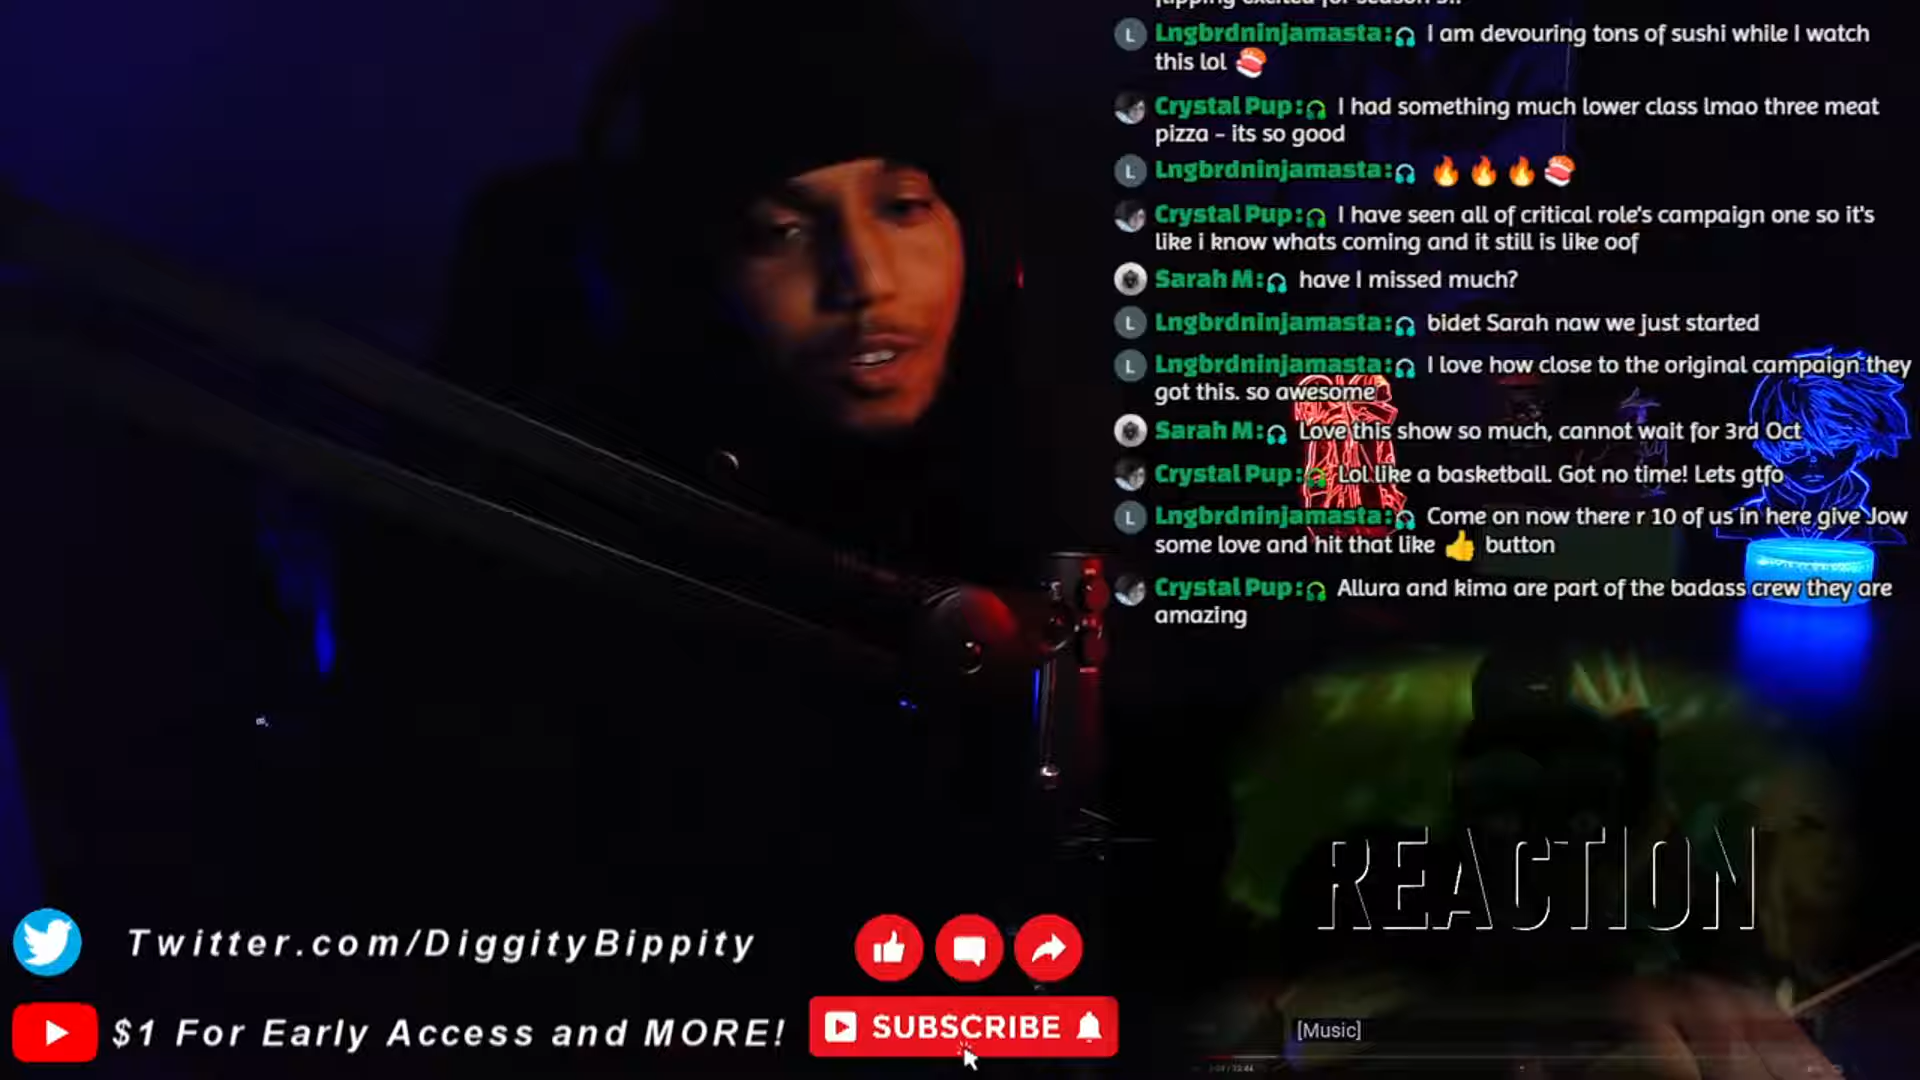 Lngbrdninjamasta: I am devouring tons of sushi while I watch
this lol
Crystal Pup: I had something much lower class lmao three meat
pizza - its so good
Lngbrdninjamasta:
Crystal Pup: I have seen all of critical role's campaign one so it's
like i know whats coming and it still is like oof
Sarah M: have I missed much?
Lngbrdninjamasta: bidet Sarah naw we just started
Lngbrdninjamasta: I love how close to the original campaign they
got this. so awesome
Sarah M: Love this show so much, cannot wait for 3rd Oct
Crystal Pup: Lol like a basketball. Got no time! Lets gtfo
Lngbrdninjamasta: Come on now there r 10 of us in here give Jow
some love and hit that like button
Crystal Pup: Allura and kima are part of the badass crew they are
amazing
REACTION
Twitter.com/DiggityBippity
$1 For Early Access and MORE!
SUBSCRIBE
[Music]